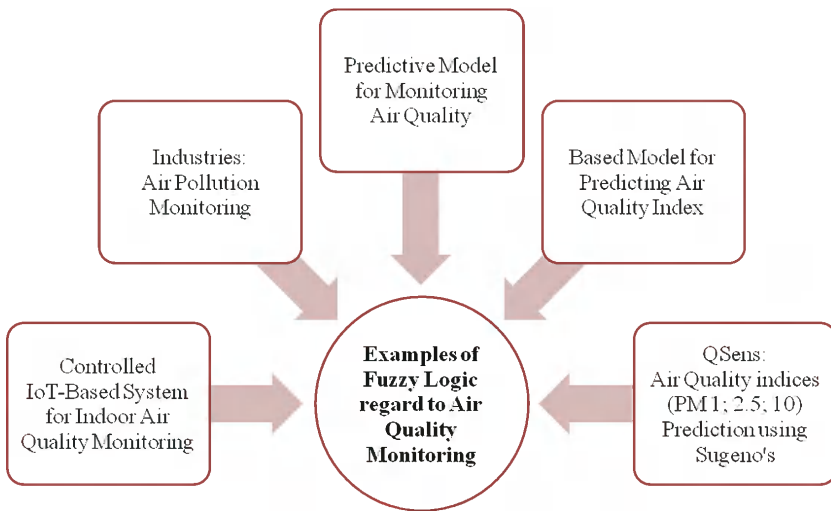 Predictive Model
for Monitoring
Air Quality
Industries:
Air Pollution
Monitoring
Based Model for
Predicting Air
Quality Index
Controlled
IoT-Based System
for Indoor Air
Quality Monitoring
Examples of
Fuzzy Logic
regard to Air
Quality
Monitoring
QSens:
Air Quality indices
(PM 1; 2.5; 10)
Prediction using
Sugeno's